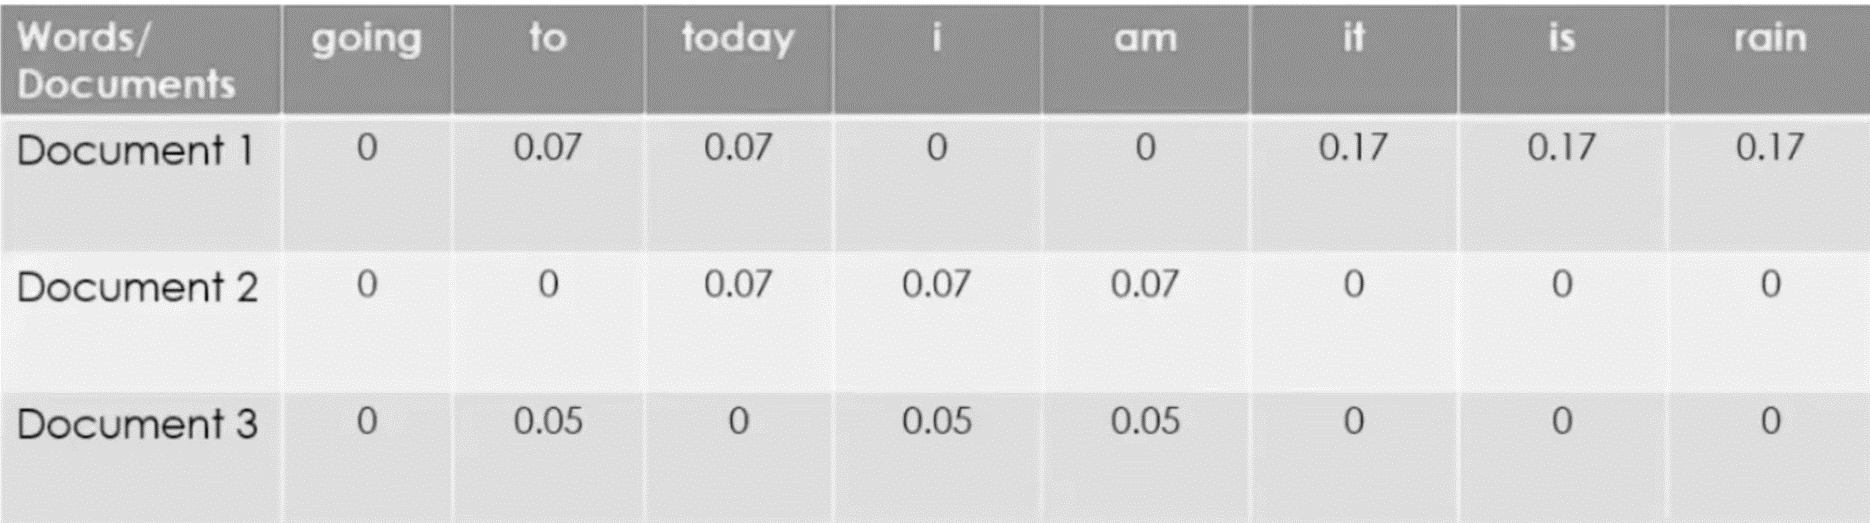 Words/ going to today i am it is rain
Documents
Document 1 0 0.07 0.07 0 0 0.17 0.17 0.17
Document 2 0 0 0.07 0.07 0.07 0 0 0
Document 3 0 0.05 0 0.05 0.05 0 0 0